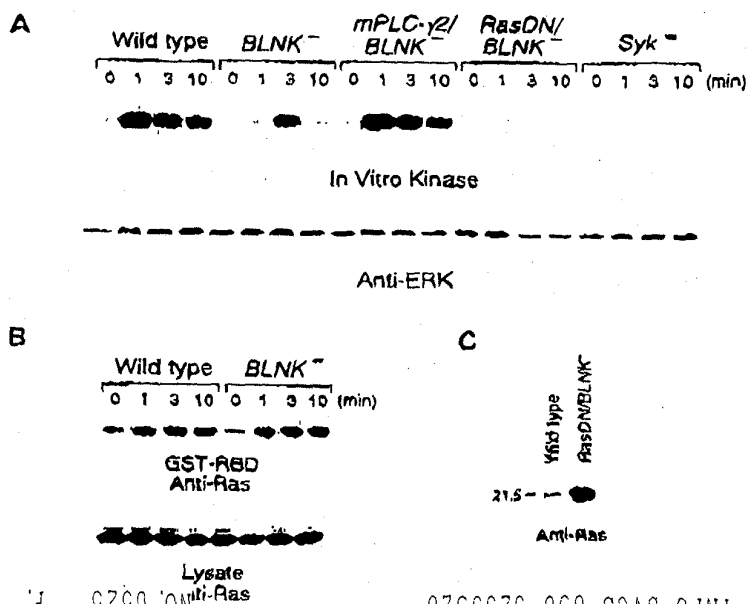 A
Wild type BLNK⁻ mPLC-γ2/BLNK⁻ RasDN/BLNK⁻ Syk⁻
0 1 3 10 0 1 3 10 0 1 3 10 0 1 3 10 0 1 3 10 (min)
In Vitro Kinase
Anti-ERK
B
Wild type BLNK⁻
0 1 3 10 0 1 3 10 (min)
GST-RBD
Anti-Ras
Lysate
Anti-Ras
C
Wild type RasDN/BLNK⁻
21.5
Anti-Ras